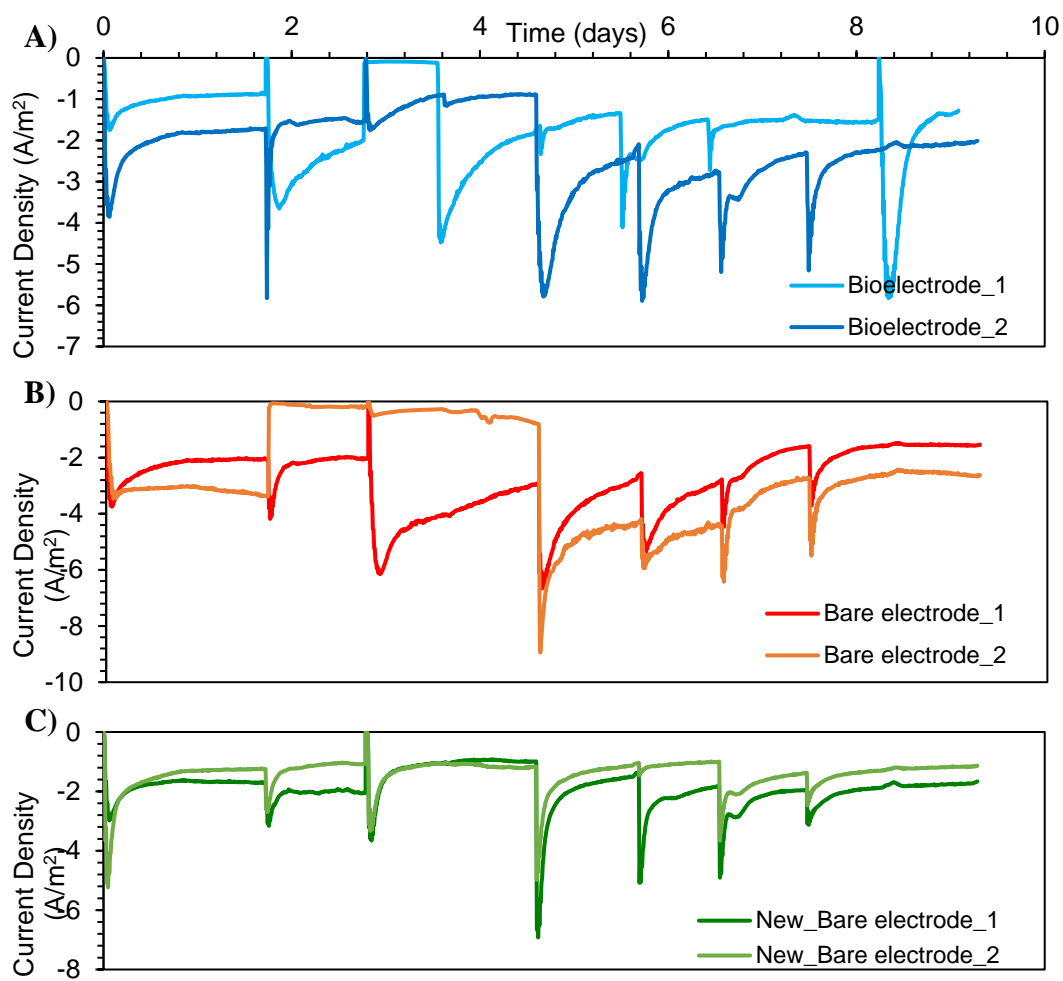 A)
0 2 4 6 8 10
Time (days)
0
-1
-2
-3
-4
-5
-6
-7
Current Density (A/m²)
Bioelectrode_1
Bioelectrode_2
B)
0
-2
-4
-6
-8
-10
Current Density
(A/m²)
Bare electrode_1
Bare electrode_2
C)
0
-2
-4
-6
-8
Current Density
(A/m²)
New_Bare electrode_1
New_Bare electrode_2